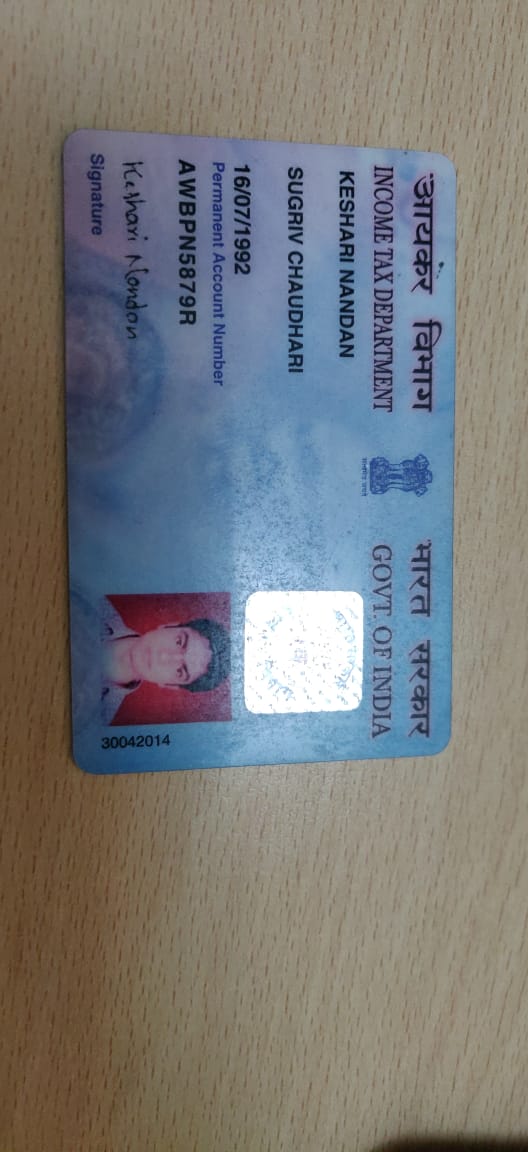 आयकर विभाग
INCOME TAX DEPARTMENT
भारत सरकार
GOVT. OF INDIA
सत्यमेव जयते
KESHARI NANDAN
SUGRIV CHAUDHARI
16/07/1992
Permanent Account Number
AWBPN5879R
Keshari Nandan
Signature
30042014